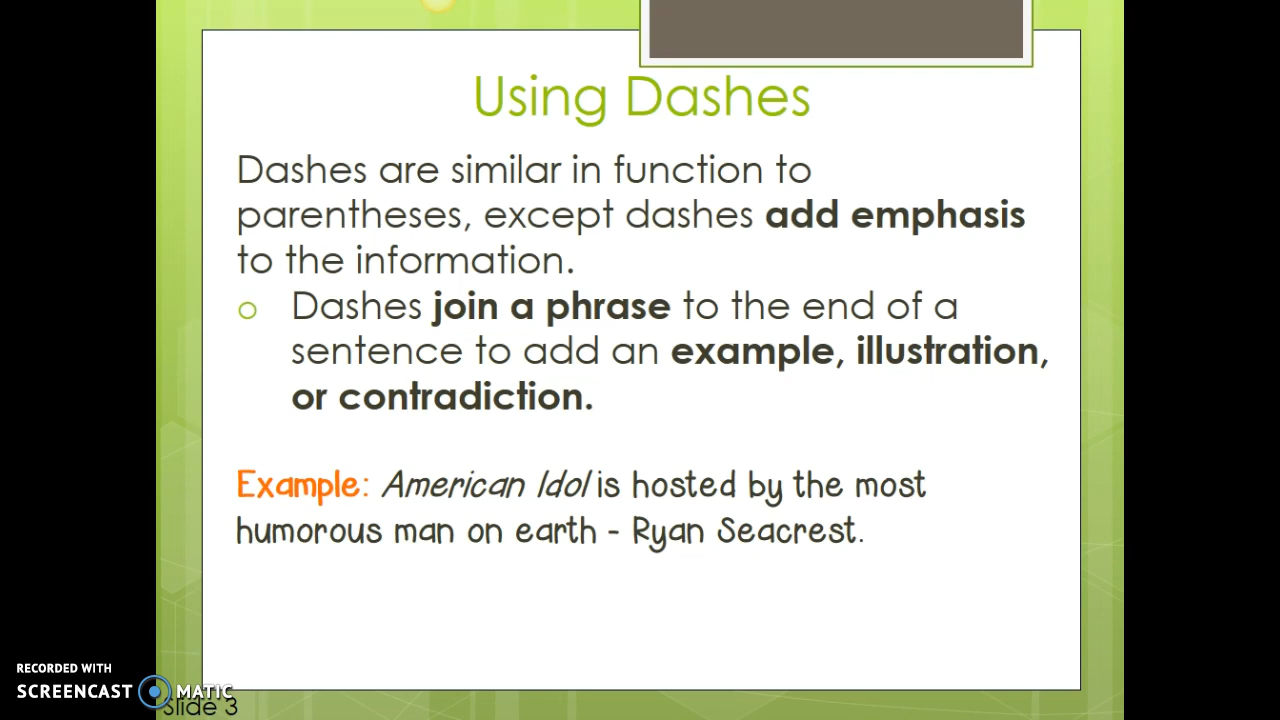 Using Dashes
Dashes are similar in function to
parentheses, except dashes add emphasis
to the information.
Dashes join a phrase to the end of a
sentence to add an example, illustration,
or contradiction.
Example: American Idol is hosted by the most
humorous man on earth - Ryan Seacrest.
RECORDED WITH
SCREENCAST MATIC
Slide 3